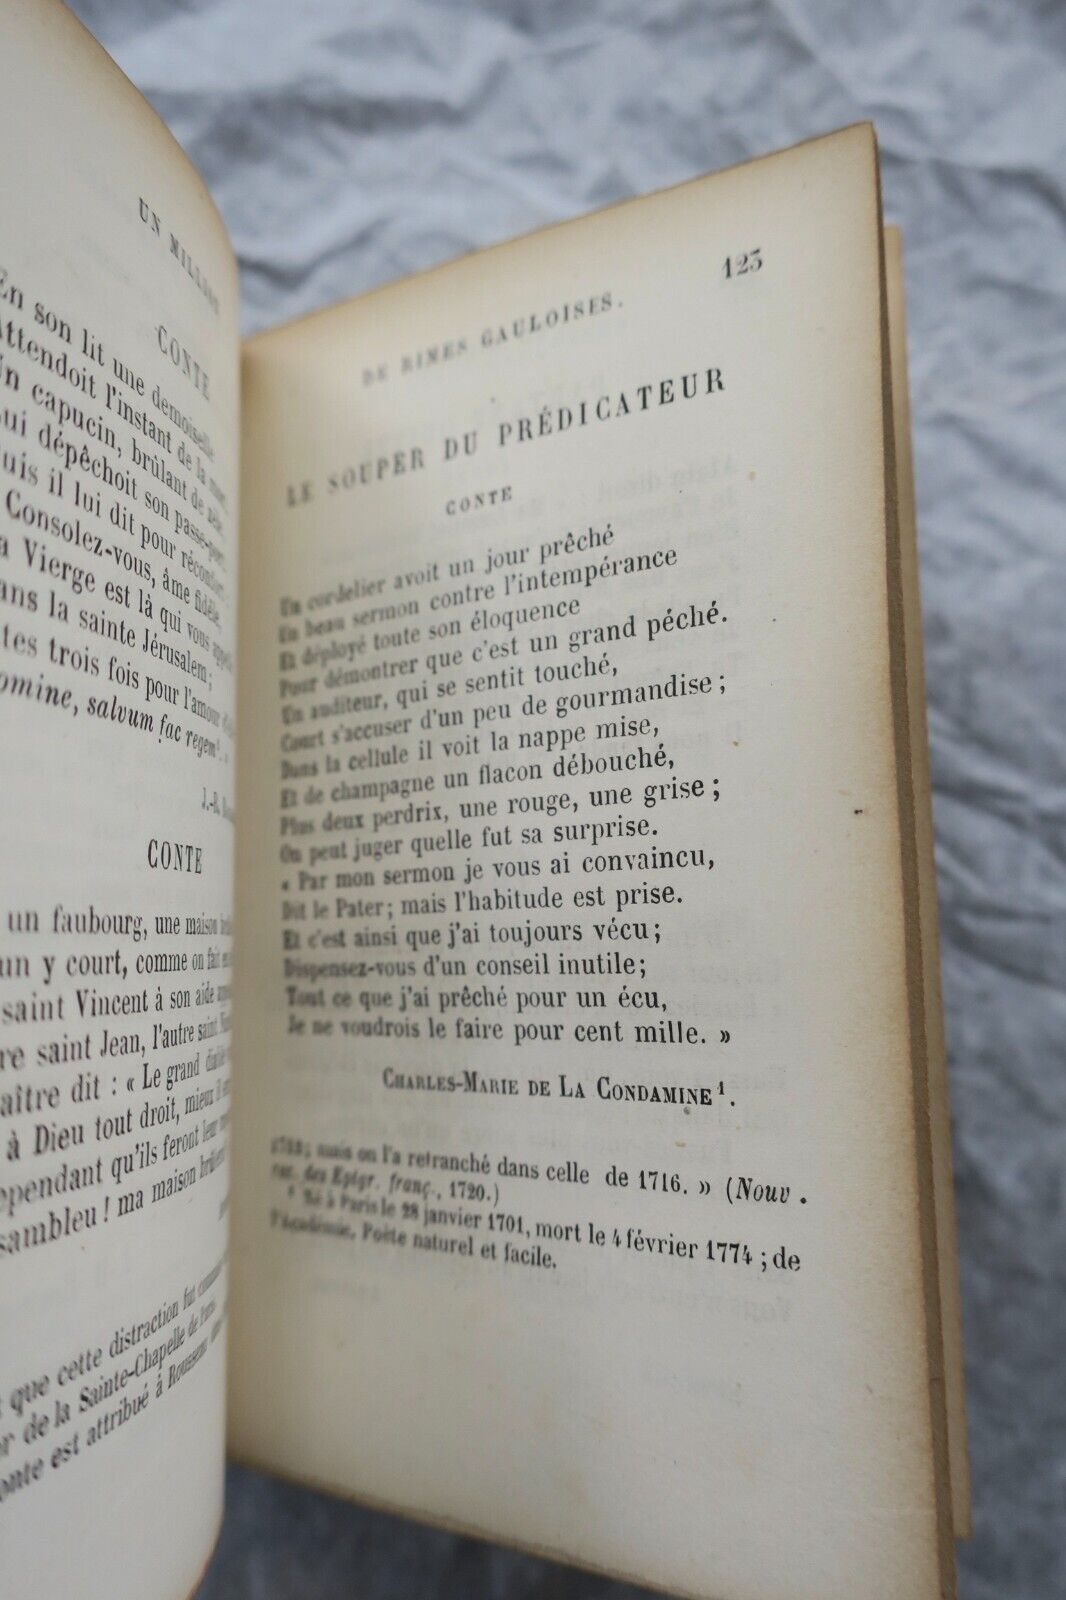 UN MILLION
CONTE
En son lit une demoiselle
Attendoit l'instant de la
Un capucin, brûlant de
Lui dépêchoit son passe-port
Puis il lui dit pour
Consolez-vous, âme fidèle,
La Vierge est là qui vous
Dans la sainte Jérusalem;
tes trois fois pour l'amour
Domine, salvum fac regem¹. »
J.-B.
CONTE
un faubourg, une maison
un y court, comme on fait en
saint Vincent à son aide
re saint Jean, l'autre saint
aître dit : « Le grand
à Dieu tout droit, mieux il
ependant qu'ils feront leur
sambleu ! ma maison
que cette distraction fut
de la Sainte-Chapelle de Paris.
onte est attribué à Rousseau
DE RIMES GAULOISES.
123
LE SOUPER DU PRÉDICATEUR
CONTE
Un cordelier avoit un jour prêché
Un beau sermon contre l'intempérance
Et déployé toute son éloquence
Pour démontrer que c'est un grand péché.
Un auditeur, qui se sentit touché,
Court s'accuser d'un peu de gourmandise ;
Dans la cellule il voit la nappe mise,
Et de champagne un flacon débouché,
Plus deux perdrix, une rouge, une grise ;
On peut juger quelle fut sa surprise.
« Par mon sermon je vous ai convaincu,
Dit le Pater ; mais l'habitude est prise.
Et c'est ainsi que j'ai toujours vécu ;
Dispensez-vous d'un conseil inutile ;
Tout ce que j'ai prêché pour un écu,
Je ne voudrois le faire pour cent mille. »
CHARLES-MARIE DE LA CONDAMINE¹.
mais on l'a retranché dans celle de 1716. » (Nouv.
rec. des Epigr. franç., 1720.)
¹ Né à Paris le 28 janvier 1701, mort le 4 février 1774 ; de
l'Académie. Poëte naturel et facile.